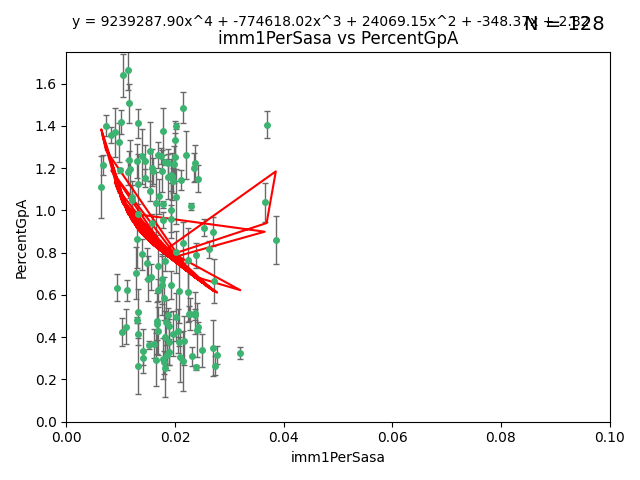 y = 9239287.90x^4 + -774618.02x^3 + 24069.15x^2 + -348.37x + 2.82
N = 128
imm1PerSasa vs PercentGpA
PercentGpA
1.6
1.4
1.2
1.0
0.8
0.6
0.4
0.2
0.0
0.00 0.02 0.04 0.06 0.08 0.10
imm1PerSasa